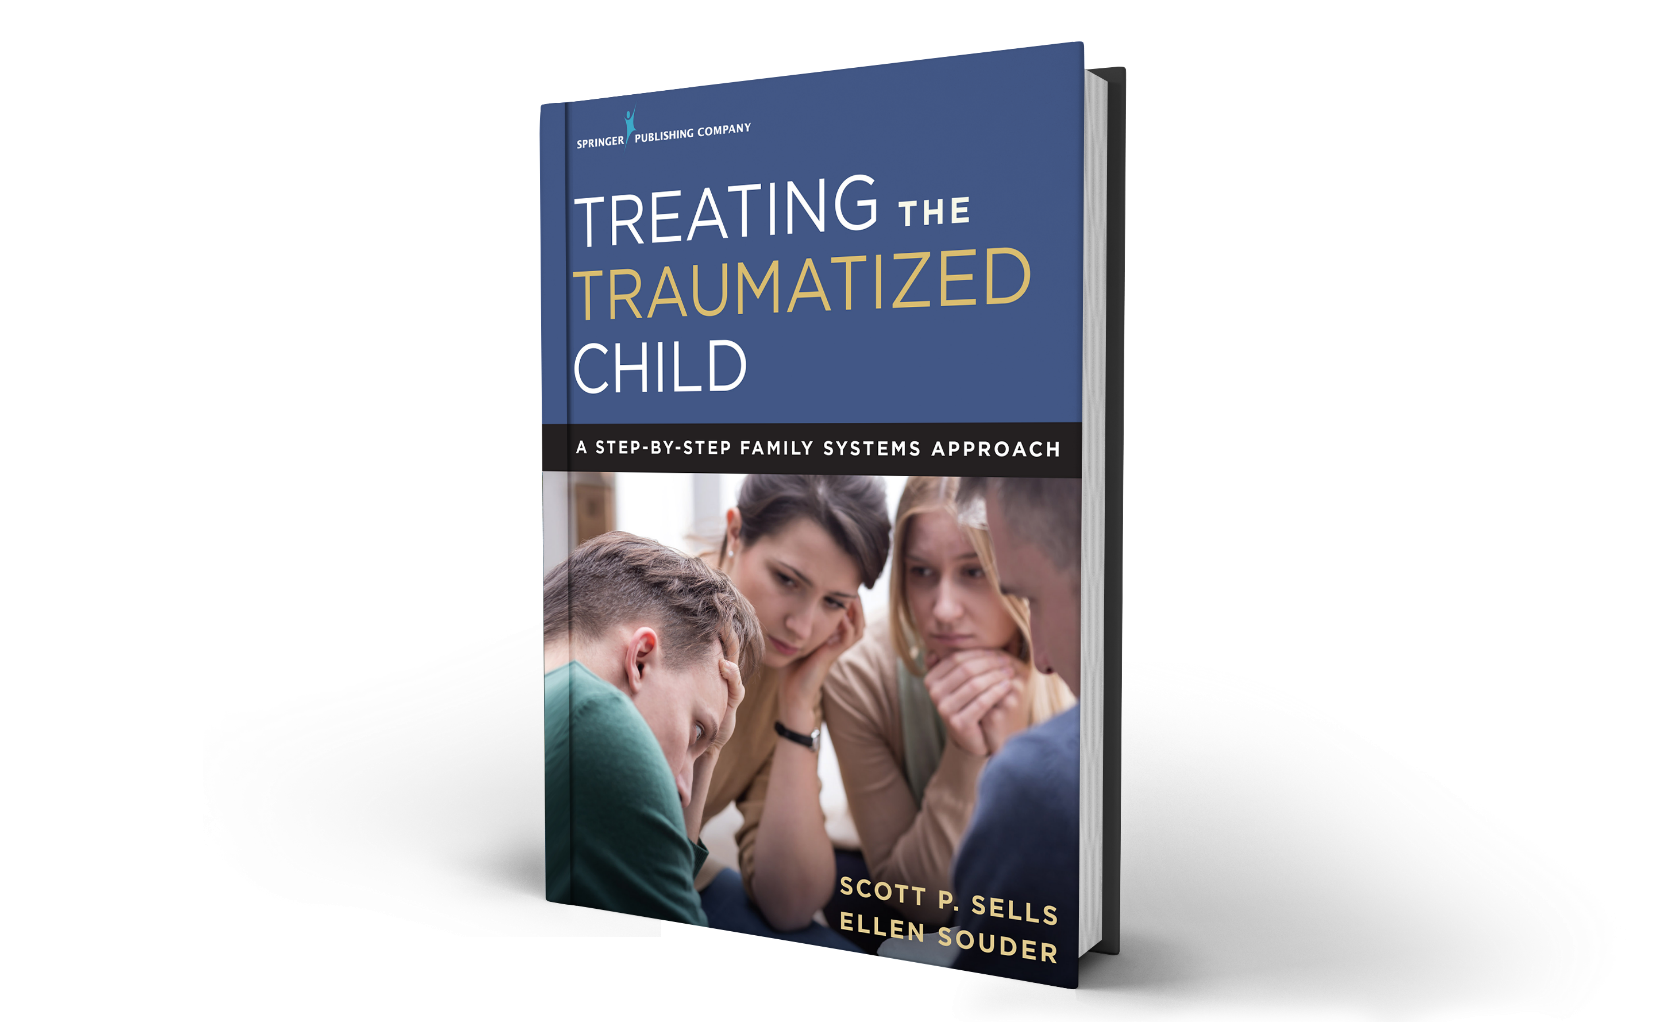 SPRINGER PUBLISHING COMPANY
TREATING THE
TRAUMATIZED
CHILD
A STEP-BY-STEP FAMILY SYSTEMS APPROACH
SCOTT P. SELLS
ELLEN SOUDER